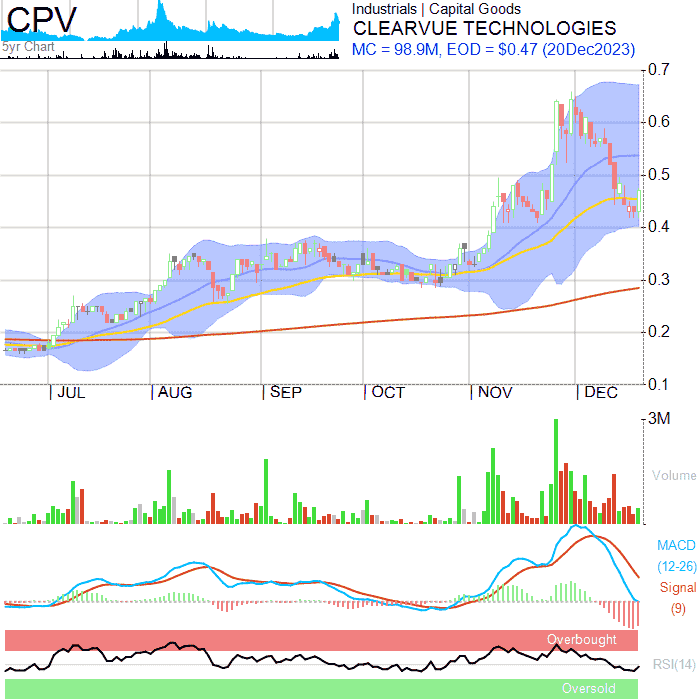 CPV
5yr Chart
Industrials | Capital Goods
CLEARVUE TECHNOLOGIES
MC = 98.9M, EOD = $0.47 (20Dec2023)
0.7
0.6
0.5
0.4
0.3
0.2
0.1
JUL
AUG
SEP
OCT
NOV
DEC
3M
Volume
MACD
(12-26)
Signal
(9)
Overbought
RSI(14)
Oversold